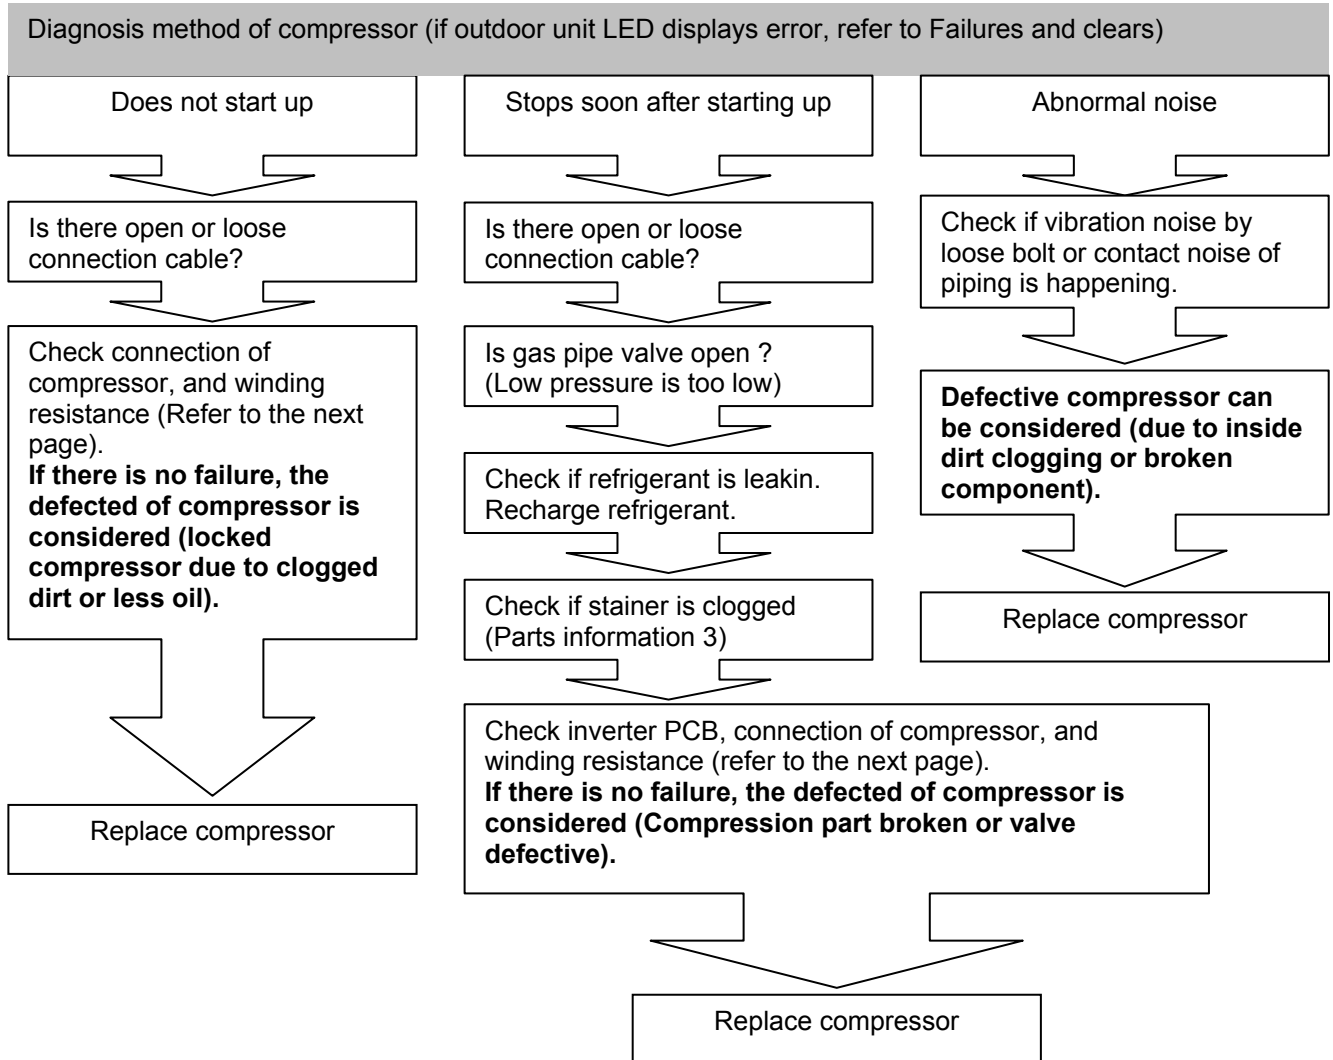 Diagnosis method of compressor (if outdoor unit LED displays error, refer to Failures and clears)
Does not start up
Is there open or loose
connection cable?
Check connection of
compressor, and winding
resistance (Refer to the next
page).
If there is no failure, the
defected of compressor is
considered (locked
compressor due to clogged
dirt or less oil).
Replace compressor
Stops soon after starting up
Is there open or loose
connection cable?
Is gas pipe valve open ?
(Low pressure is too low)
Check if refrigerant is leakin.
Recharge refrigerant.
Check if stainer is clogged
(Parts information 3)
Check inverter PCB, connection of compressor, and
winding resistance (refer to the next page).
If there is no failure, the defected of compressor is
considered (Compression part broken or valve
defective).
Replace compressor
Abnormal noise
Check if vibration noise by
loose bolt or contact noise of
piping is happening.
Defective compressor can
be considered (due to inside
dirt clogging or broken
component).
Replace compressor